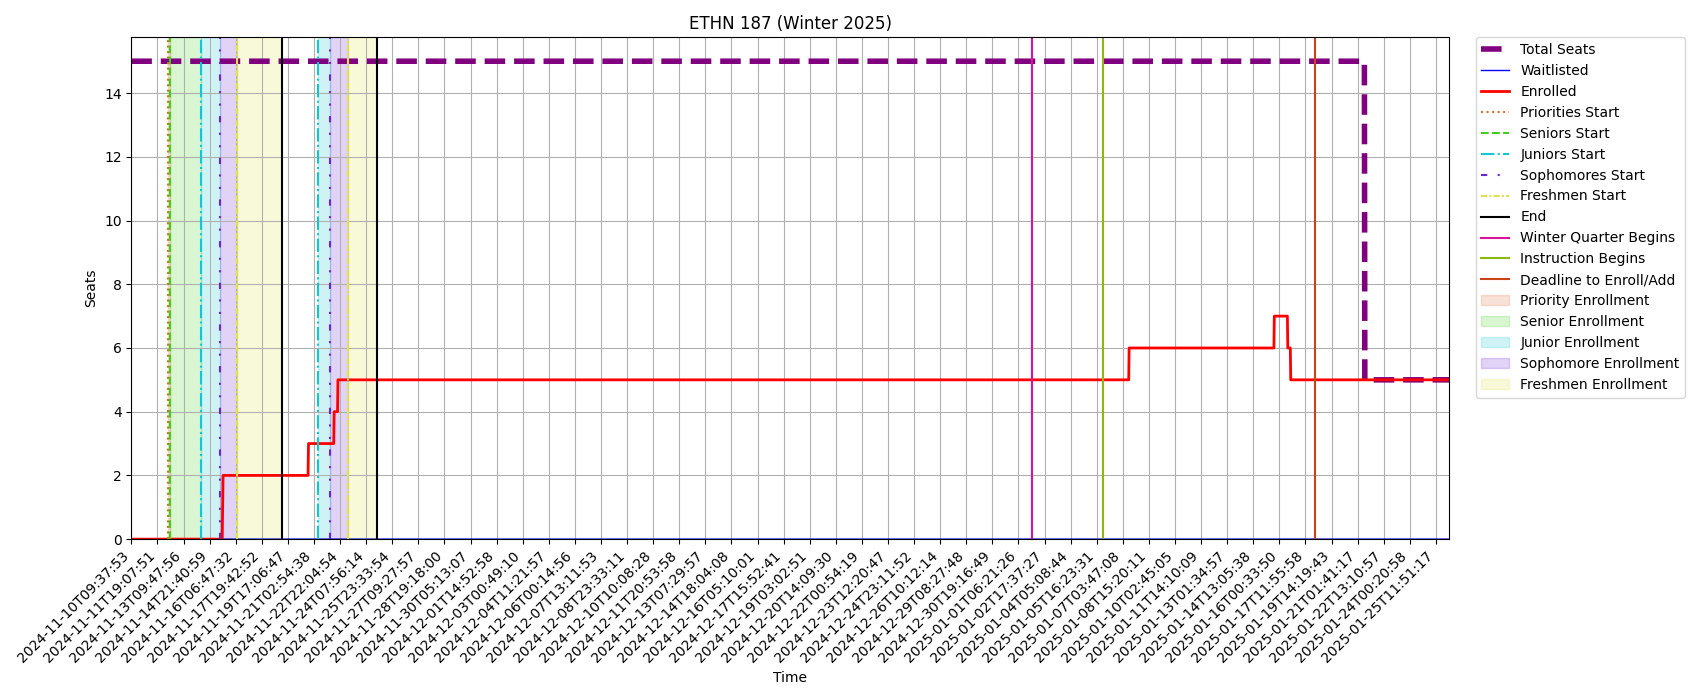 ETHN 187 (Winter 2025)
Seats
14
12
10
8
6
4
2
0
2024-11-10T09:37:53
2024-11-11T19:07:51
2024-11-13T09:47:56
2024-11-14T21:40:59
2024-11-16T06:47:32
2024-11-17T19:42:52
2024-11-19T17:06:47
2024-11-21T02:54:38
2024-11-22T22:04:54
2024-11-24T07:56:14
2024-11-25T23:33:54
2024-11-27T09:27:57
2024-11-28T19:18:00
2024-11-30T05:13:07
2024-12-01T14:52:58
2024-12-03T00:49:10
2024-12-04T11:21:57
2024-12-06T00:14:56
2024-12-07T13:11:53
2024-12-08T23:33:11
2024-12-10T10:08:28
2024-12-11T20:53:58
2024-12-13T07:29:57
2024-12-14T18:04:08
2024-12-16T05:10:01
2024-12-17T15:52:41
2024-12-19T03:02:51
2024-12-20T14:09:30
2024-12-22T00:54:19
2024-12-23T12:20:47
2024-12-24T23:11:52
2024-12-26T10:12:14
2024-12-29T08:27:48
2024-12-30T19:16:49
2025-01-01T06:21:26
2025-01-02T17:37:27
2025-01-04T05:08:44
2025-01-05T16:23:31
2025-01-07T03:47:08
2025-01-08T15:20:11
2025-01-10T02:45:05
2025-01-11T14:10:09
2025-01-13T01:34:57
2025-01-14T13:05:38
2025-01-16T00:33:50
2025-01-17T11:55:58
2025-01-19T14:19:43
2025-01-21T01:41:17
2025-01-22T13:10:57
2025-01-24T00:20:58
2025-01-25T11:51:17
Time
Total Seats
Waitlisted
Enrolled
Priorities Start
Seniors Start
Juniors Start
Sophomores Start
Freshmen Start
End
Winter Quarter Begins
Instruction Begins
Deadline to Enroll/Add
Priority Enrollment
Senior Enrollment
Junior Enrollment
Sophomore Enrollment
Freshmen Enrollment